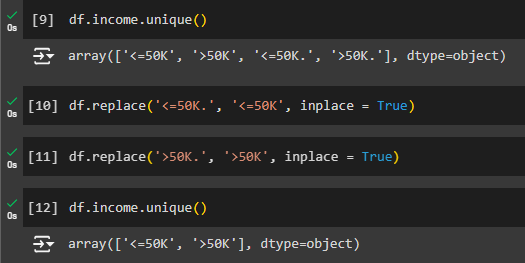 0s [9] df.income.unique()
array(['<=50K', '>50K', '<=50K.', '>50K.'], dtype=object)
0s [10] df.replace('<=50K.', '<=50K', inplace = True)
0s [11] df.replace('>50K.', '>50K', inplace = True)
0s [12] df.income.unique()
array(['<=50K', '>50K'], dtype=object)